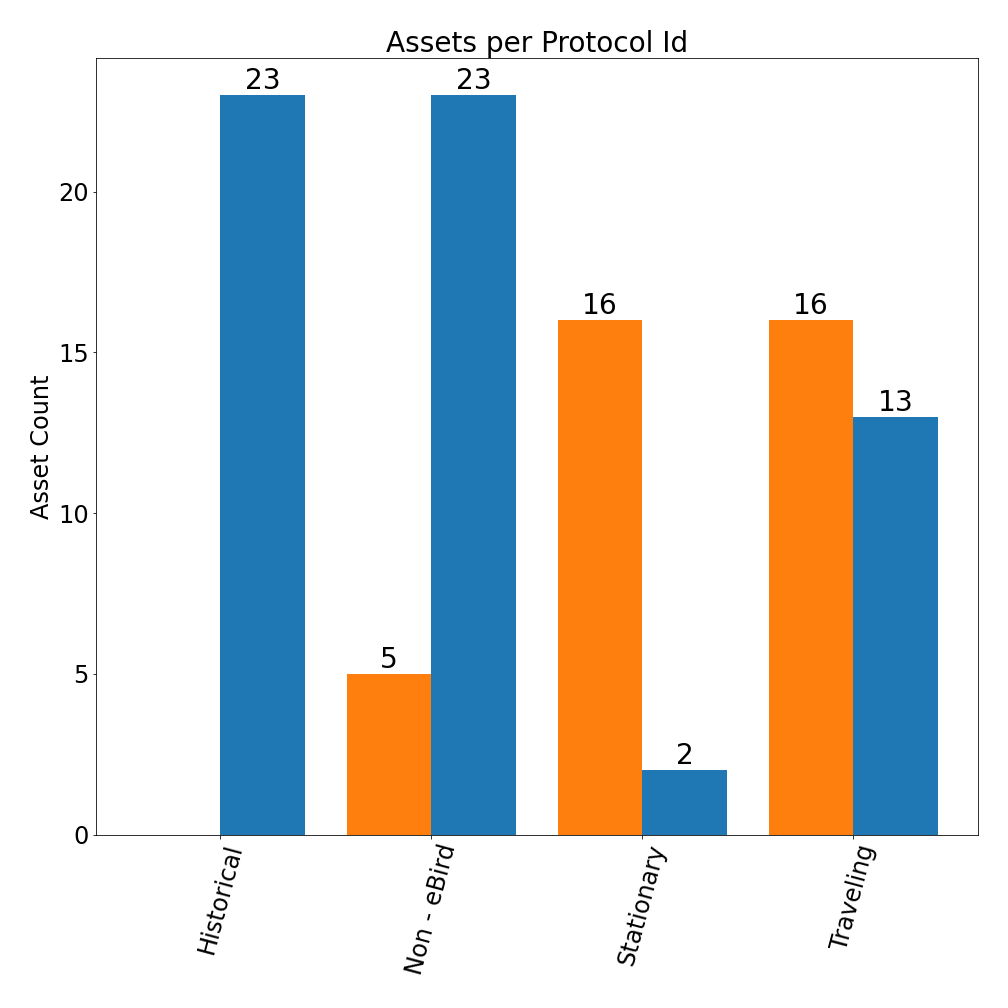 Assets per Protocol Id
23
23
16
16
13
5
2
Asset Count
20
15
10
5
0
Historical
Non - eBird
Stationary
Traveling